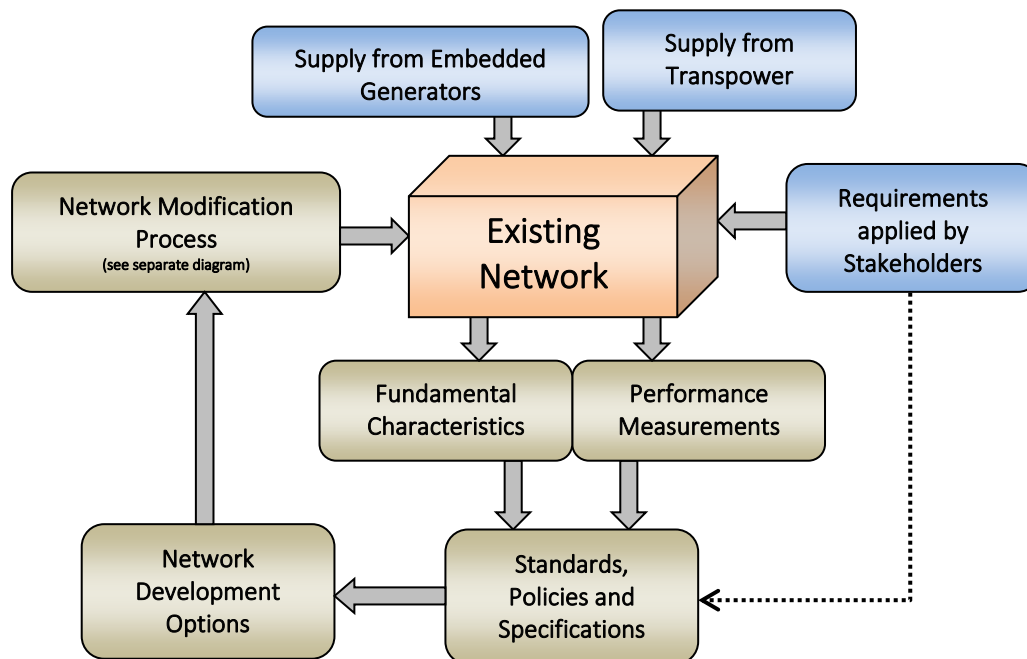 Supply from Embedded
Generators
Supply from
Transpower
Network Modification
Process
(see separate diagram)
Existing
Network
Requirements
applied by
Stakeholders
Fundamental
Characteristics
Performance
Measurements
Network
Development
Options
Standards,
Policies and
Specifications